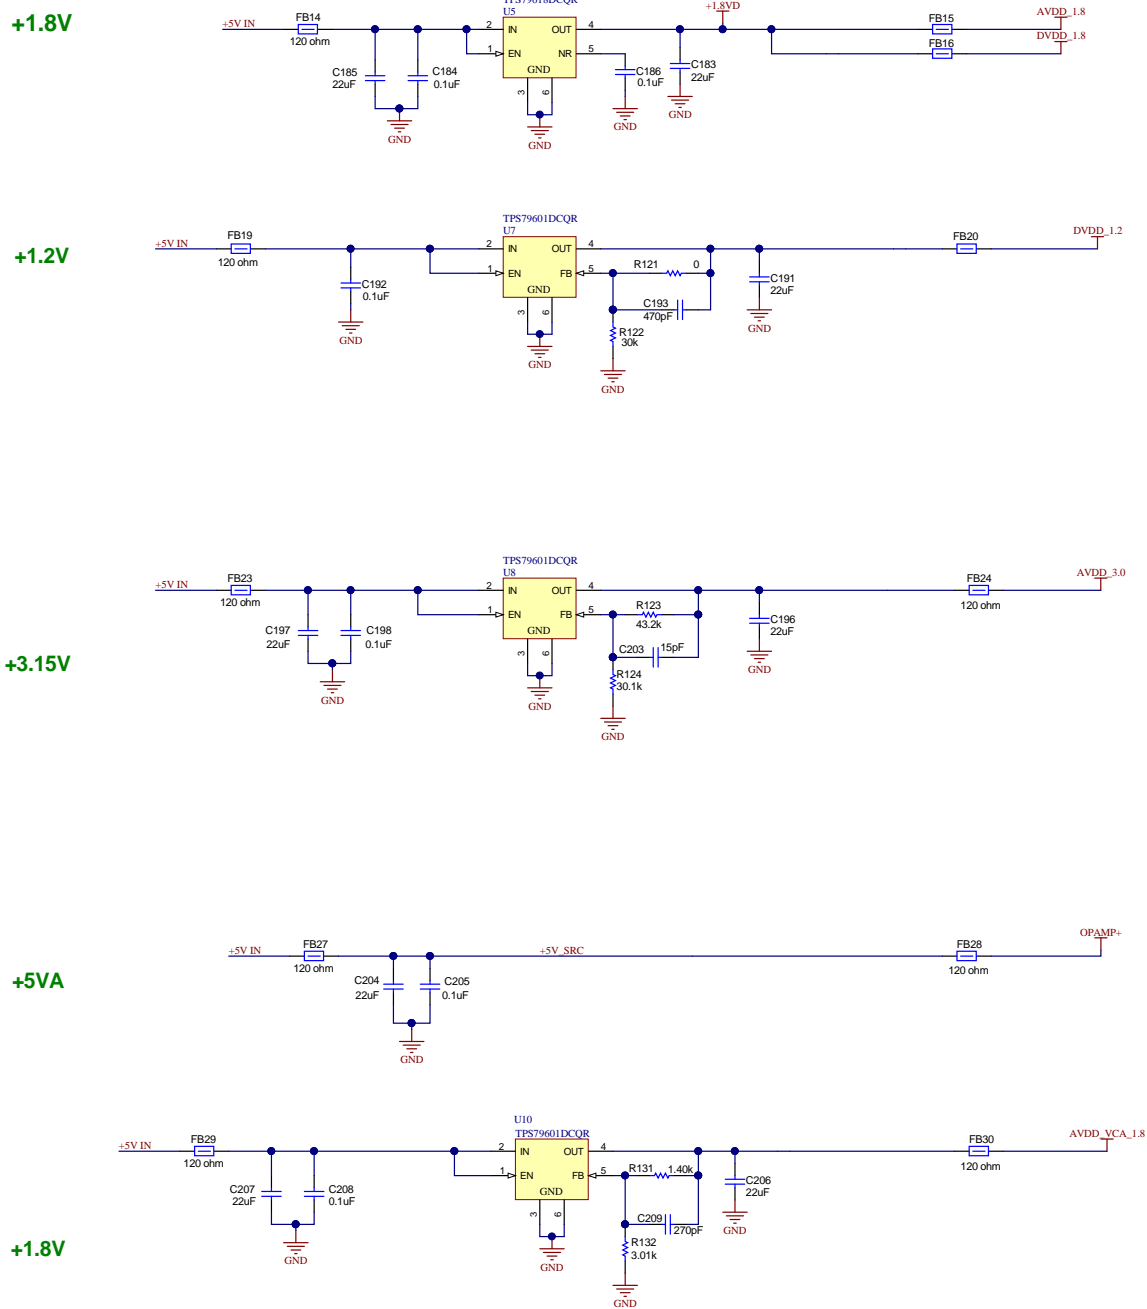 +1.8V
+5V IN
FB14
120 ohm
C185
22uF
C184
0.1uF
GND
TPS79618DCQR
U5
2 IN OUT 4
1 EN NR 5
GND
3 6
GND
C186
0.1uF
GND
C183
22uF
GND
+1.8VD
FB15
AVDD_1.8
FB16
DVDD_1.8
+1.2V
+5V IN
FB19
120 ohm
C192
0.1uF
GND
TPS79601DCQR
U7
2 IN OUT 4
1 EN FB 5
GND
3 6
GND
R121 0
C193
470pF
R122
30k
GND
C191
22uF
GND
FB20
DVDD_1.2
+3.15V
+5V IN
FB23
120 ohm
C197
22uF
C198
0.1uF
GND
TPS79601DCQR
U8
2 IN OUT 4
1 EN FB 5
GND
3 6
GND
R123
43.2k
C203 15pF
R124
30.1k
GND
C196
22uF
GND
FB24
120 ohm
AVDD_3.0
+5VA
+5V IN
FB27
120 ohm
C204
22uF
C205
0.1uF
GND
+5V_SRC
FB28
120 ohm
OPAMP+
+1.8V
+5V IN
FB29
120 ohm
C207
22uF
C208
0.1uF
GND
U10
TPS79601DCQR
2 IN OUT 4
1 EN FB 5
GND
3 6
GND
R131 1.40k
C209
270pF
R132
3.01k
GND
C206
22uF
GND
FB30
120 ohm
AVDD_VCA_1.8